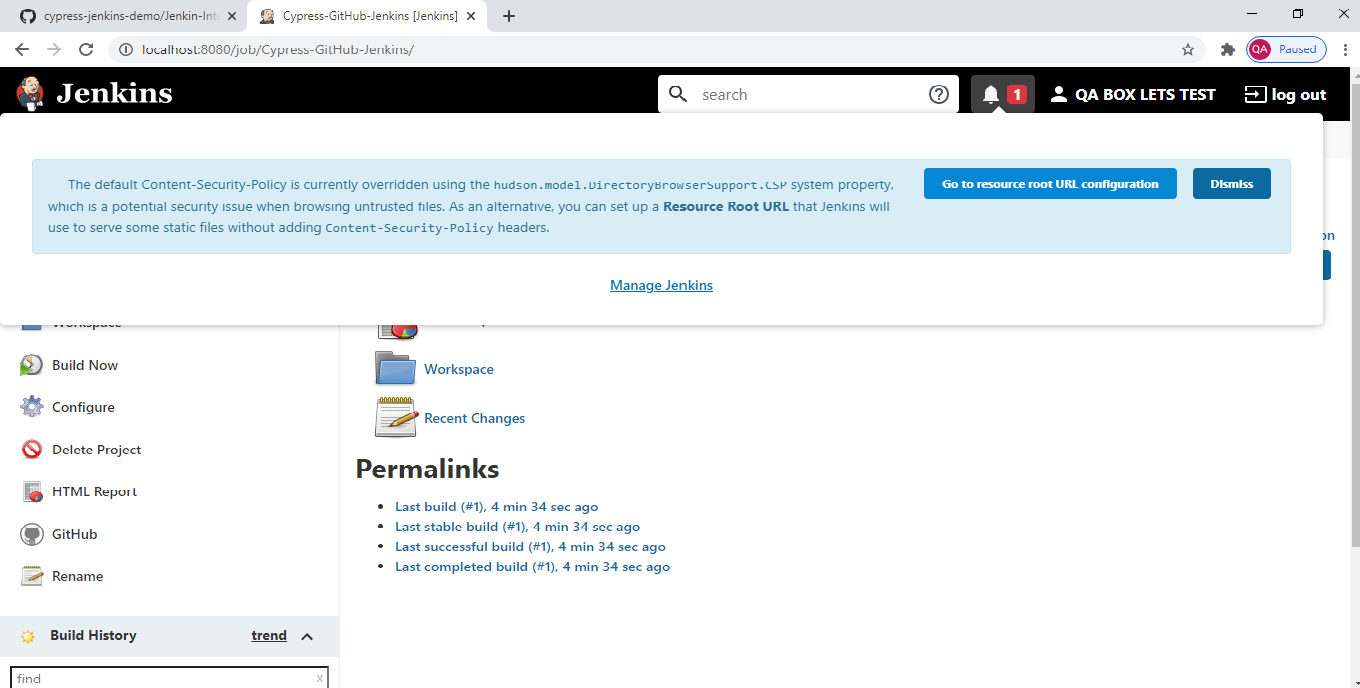 cypress-jenkins-demo/Jenkin-Int
Cypress-GitHub-Jenkins [Jenkins]
localhost:8080/job/Cypress-GitHub-Jenkins/
QA Paused
Jenkins
search
1
QA BOX LETS TEST
log out
The default Content-Security-Policy is currently overridden using the hudson.model.DirectoryBrowserSupport.CSP system property,
which is a potential security issue when browsing untrusted files. As an alternative, you can set up a Resource Root URL that Jenkins will
use to serve some static files without adding Content-Security-Policy headers.
Go to resource root URL configuration
Dismiss
on
Manage Jenkins
Workspace
Build Now
Configure
Delete Project
HTML Report
GitHub
Rename
Build History
trend
find
x
Workspace
Recent Changes
Permalinks
Last build (#1), 4 min 34 sec ago
Last stable build (#1), 4 min 34 sec ago
Last successful build (#1), 4 min 34 sec ago
Last completed build (#1), 4 min 34 sec ago